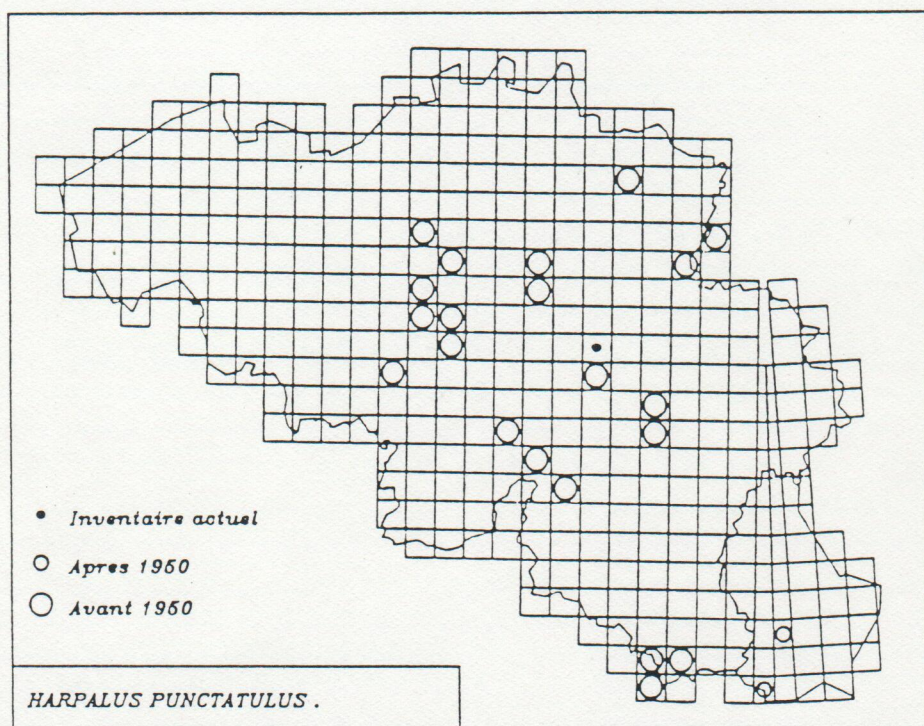 Inventaire actuel
Apres 1950
Avant 1950
HARPALUS PUNCTATULUS .